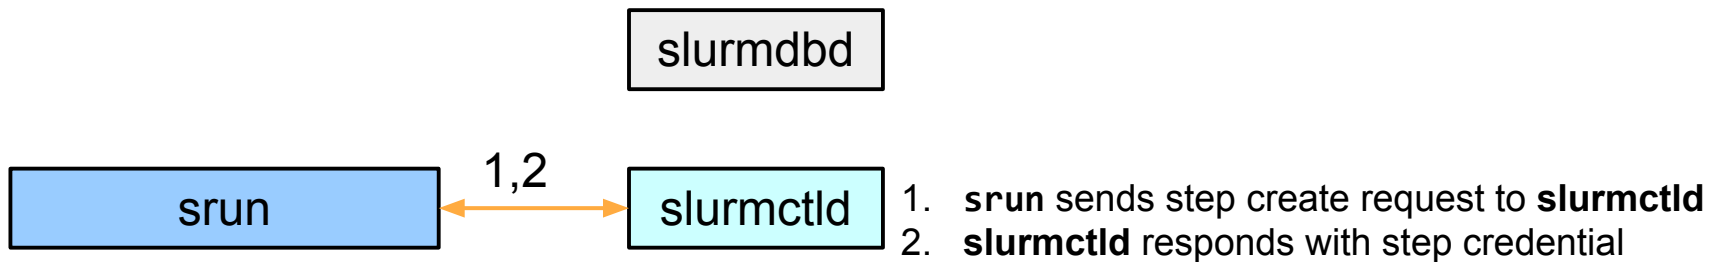 slurmdbd
1,2
srun
slurmctld
1. srun sends step create request to slurmctld
2. slurmctld responds with step credential